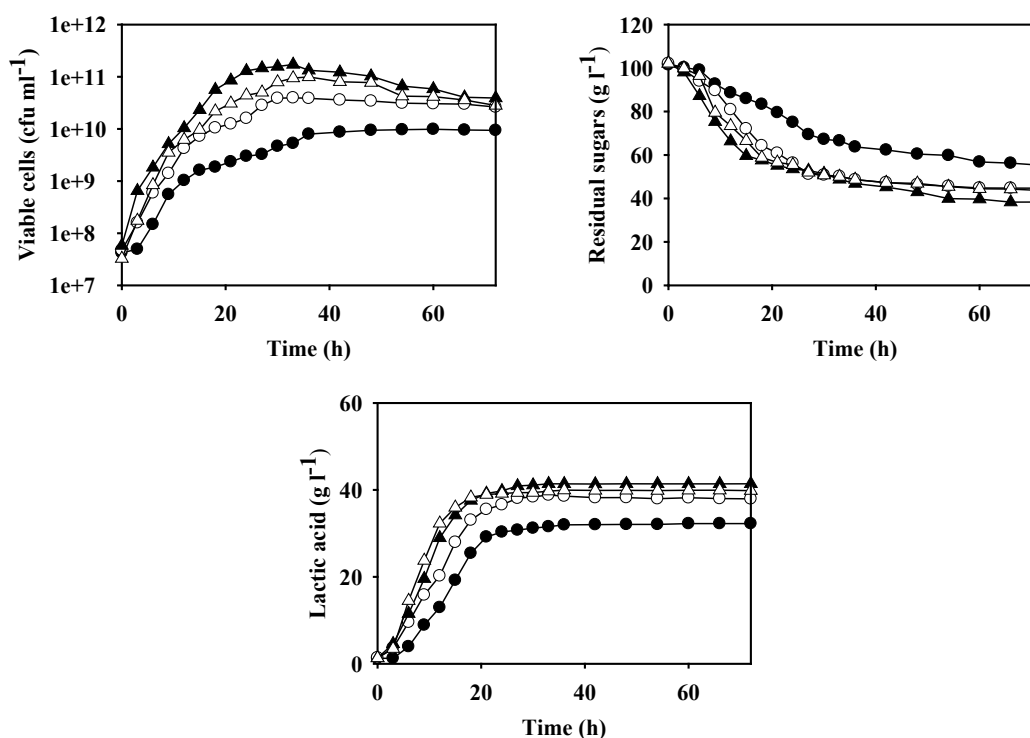 Viable cells (cfu ml⁻¹)
1e+12
1e+11
1e+10
1e+9
1e+8
1e+7
0 20 40 60
Time (h)
Residual sugars (g l⁻¹)
120
100
80
60
40
20
0
0 20 40 60
Time (h)
Lactic acid (g l⁻¹)
60
40
20
0
0 20 40 60
Time (h)